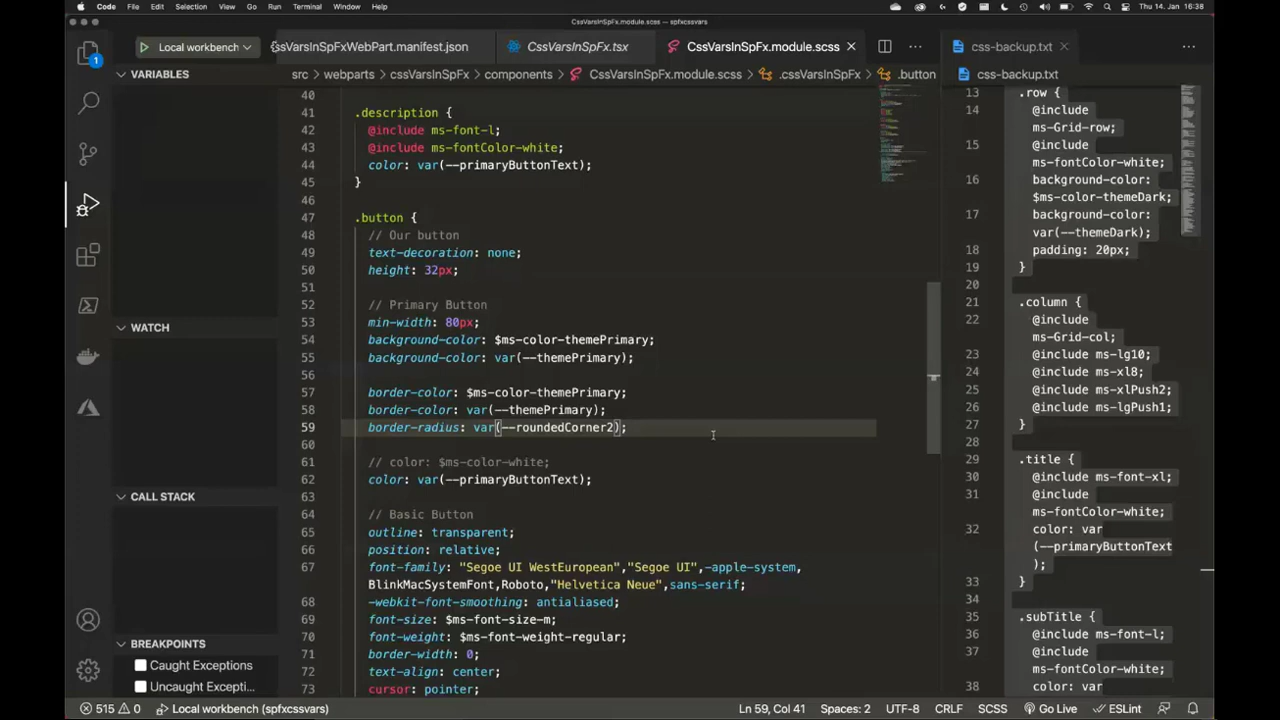 Code File Edit Selection View Go Run Terminal Window Help Thu 14. Jan 16:38
CssVarsInSpFx.module.scss — spfxcssvars
1
Local workbench
CssVarsInSpFxWebPart.manifest.json
CssVarsInSpFx.tsx
CssVarsInSpFx.module.scss
css-backup.txt
src > webparts > cssVarsInSpFx > components > CssVarsInSpFx.module.scss > .cssVarsInSpFx > .button
css-backup.txt
VARIABLES
WATCH
CALL STACK
BREAKPOINTS
Caught Exceptions
Uncaught Excepti...
40
41 .description {
42 @include ms-font-l;
43 @include ms-fontColor-white;
44 color: var(--primaryButtonText);
45 }
46
47 .button {
48 // Our button
49 text-decoration: none;
50 height: 32px;
51
52 // Primary Button
53 min-width: 80px;
54 background-color: $ms-color-themePrimary;
55 background-color: var(--themePrimary);
56
57 border-color: $ms-color-themePrimary;
58 border-color: var(--themePrimary);
59 border-radius: var(--roundedCorner2);
60
61 // color: $ms-color-white;
62 color: var(--primaryButtonText);
63
64 // Basic Button
65 outline: transparent;
66 position: relative;
67 font-family: "Segoe UI WestEuropean","Segoe UI",-apple-system,
BlinkMacSystemFont,Roboto,"Helvetica Neue",sans-serif;
68 -webkit-font-smoothing: antialiased;
69 font-size: $ms-font-size-m;
70 font-weight: $ms-font-weight-regular;
71 border-width: 0;
72 text-align: center;
73 cursor: pointer;
13 .row {
14 @include
ms-Grid-row;
15 @include
ms-fontColor-white;
16 background-color:
$ms-color-themeDark;
17 background-color:
var(--themeDark);
18 padding: 20px;
19 }
20
21 .column {
22 @include
ms-Grid-col;
23 @include ms-lg10;
24 @include ms-xl8;
25 @include ms-xlPush2;
26 @include ms-lgPush1;
27 }
28
29 .title {
30 @include ms-font-xl;
31 @include
ms-fontColor-white;
32 color: var
(--primaryButtonText
);
33 }
34
35 .subTitle {
36 @include ms-font-l;
37 @include
ms-fontColor-white;
38 color: var
515 0 Local workbench (spfxcssvars) Ln 59, Col 41 Spaces: 2 UTF-8 CRLF SCSS Go Live ESLint